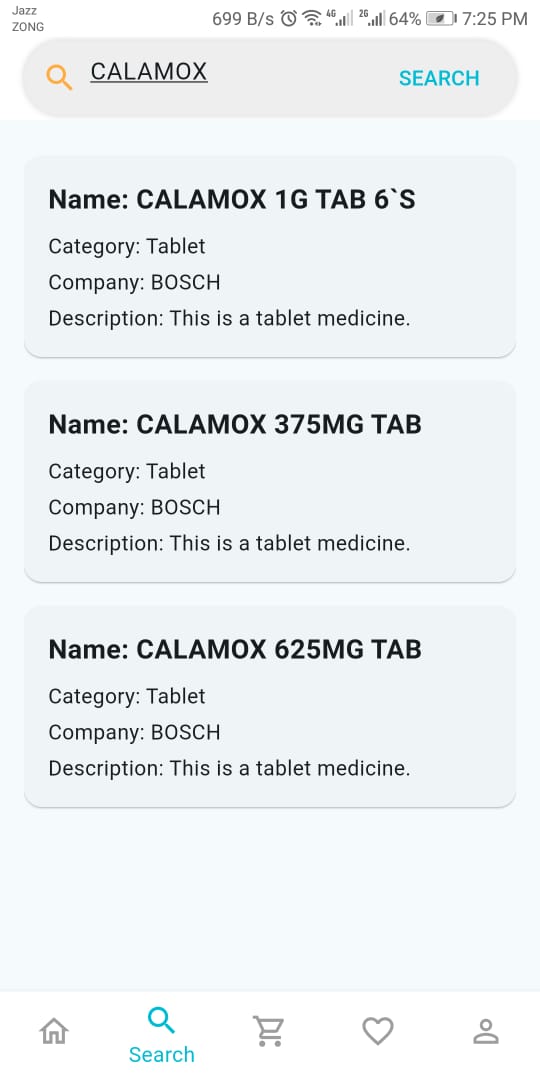 Jazz
ZONG
699 B/s 4G 2G 64% 7:25 PM
CALAMOX
SEARCH
Name: CALAMOX 1G TAB 6`S
Category: Tablet
Company: BOSCH
Description: This is a tablet medicine.
Name: CALAMOX 375MG TAB
Category: Tablet
Company: BOSCH
Description: This is a tablet medicine.
Name: CALAMOX 625MG TAB
Category: Tablet
Company: BOSCH
Description: This is a tablet medicine.
Search